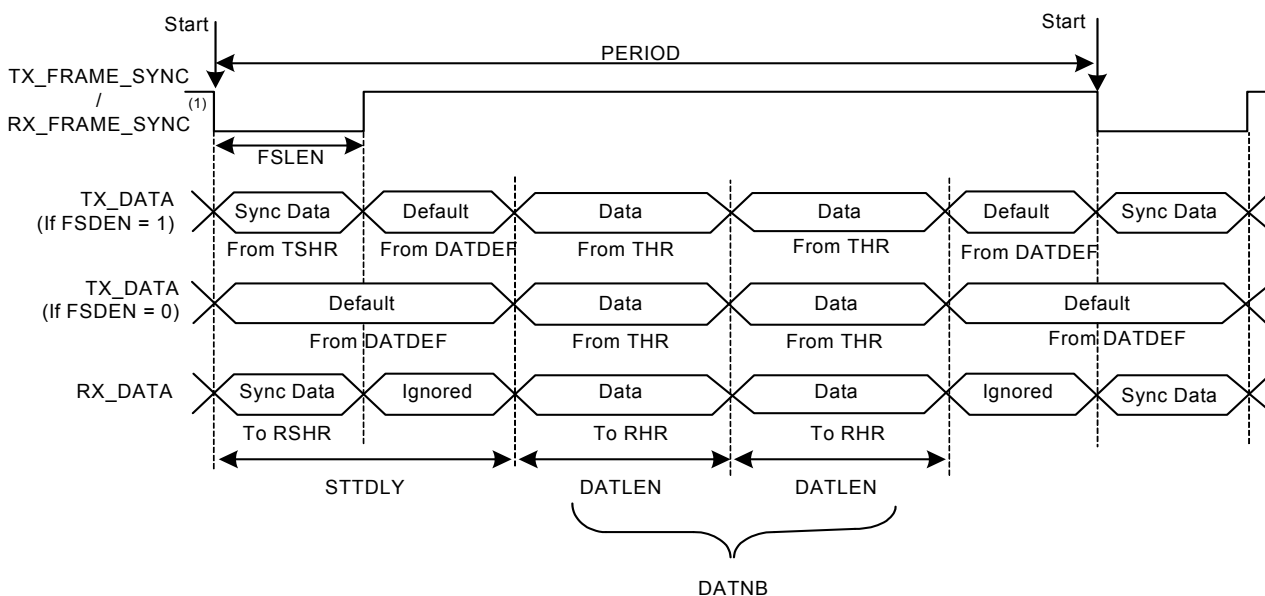 Start
Start
PERIOD
TX_FRAME_SYNC
/
RX_FRAME_SYNC
(1)
FSLEN
TX_DATA
(If FSDEN = 1)
Sync Data
Default
Data
Data
Default
Sync Data
From TSHR
From DATDEF
From THR
From THR
From DATDEF
TX_DATA
(If FSDEN = 0)
Default
Data
Data
Default
From DATDEF
From THR
From THR
From DATDEF
RX_DATA
Sync Data
Ignored
Data
Data
Ignored
Sync Data
To RSHR
To RHR
To RHR
STTDLY
DATLEN
DATLEN
DATNB